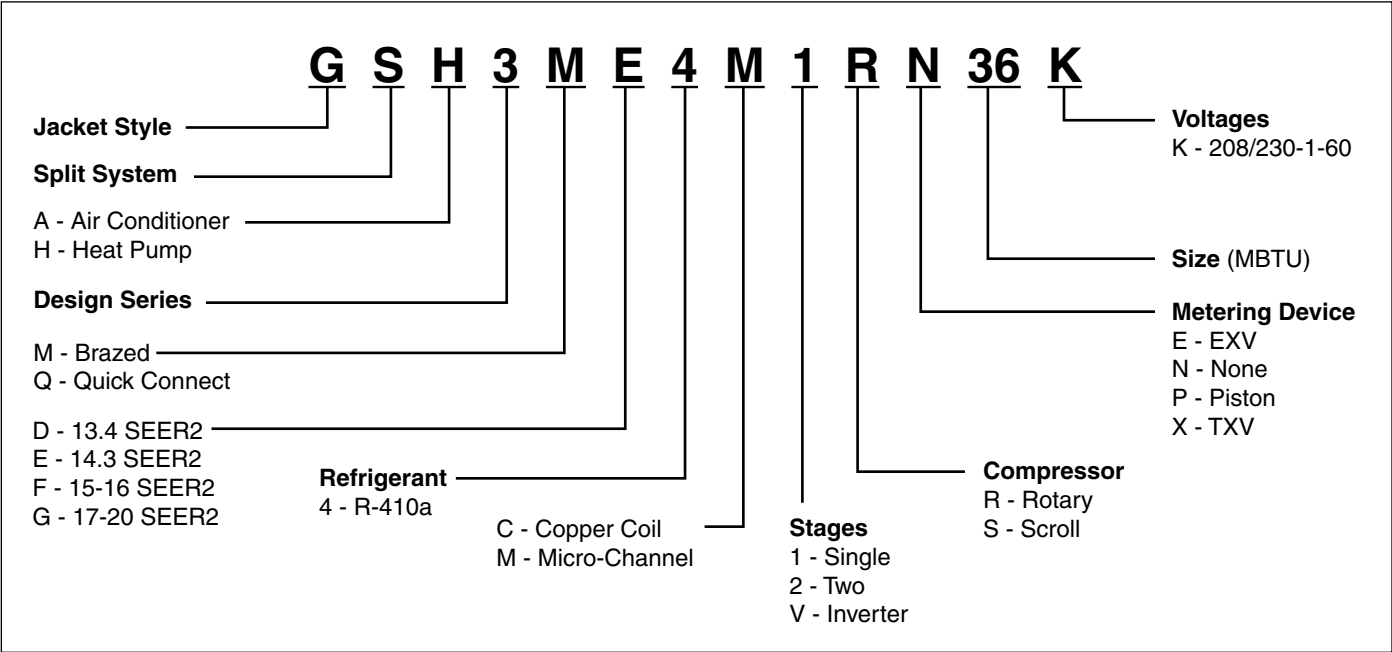 G S H 3 M E 4 M 1 R N 36 K
Jacket Style
Split System
A - Air Conditioner
H - Heat Pump
Design Series
M - Brazed
Q - Quick Connect
D - 13.4 SEER2
E - 14.3 SEER2
F - 15-16 SEER2
G - 17-20 SEER2
Refrigerant
4 - R-410a
C - Copper Coil
M - Micro-Channel
Stages
1 - Single
2 - Two
V - Inverter
Compressor
R - Rotary
S - Scroll
Metering Device
E - EXV
N - None
P - Piston
X - TXV
Size (MBTU)
Voltages
K - 208/230-1-60